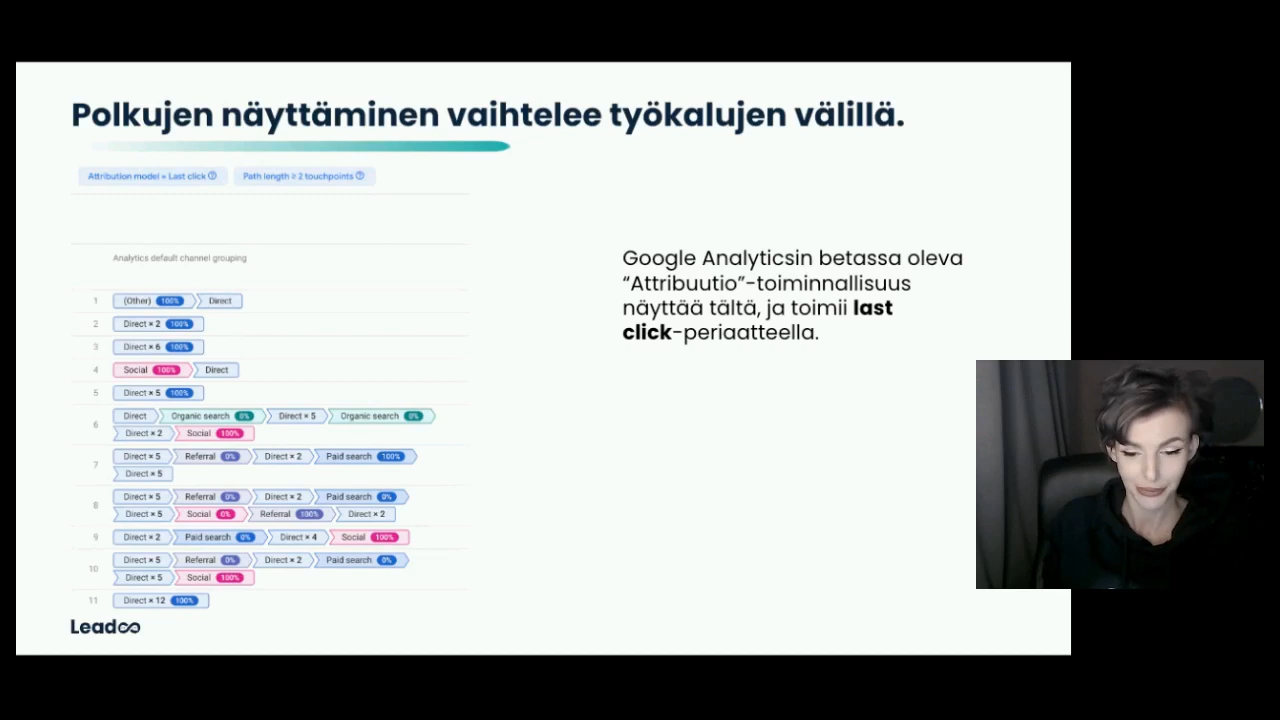 Polkujen näyttäminen vaihtelee työkalujen välillä.
Attribution model = Last click Path length ≥ 2 touchpoints
Analytics default channel grouping
1 (Other) 100% Direct
2 Direct × 2 100%
3 Direct × 6 100%
4 Social 100% Direct
5 Direct × 5 100%
6 Direct Organic search 0% Direct × 5 Organic search 0%
Direct × 2 Social 100%
7 Direct × 5 Referral 0% Direct × 2 Paid search 100%
Direct × 5
8 Direct × 5 Referral 0% Direct × 2 Paid search 0%
Direct × 5 Social 0% Referral 100% Direct × 2
9 Direct × 2 Paid search 0% Direct × 4 Social 100%
10 Direct × 5 Referral 0% Direct × 2 Paid search 0%
Direct × 5 Social 100%
11 Direct × 12 100%
Google Analyticsin betassa oleva
“Attribuutio”-toiminnallisuus
näyttää tältä, ja toimii last
click-periaatteella.
Leadoo